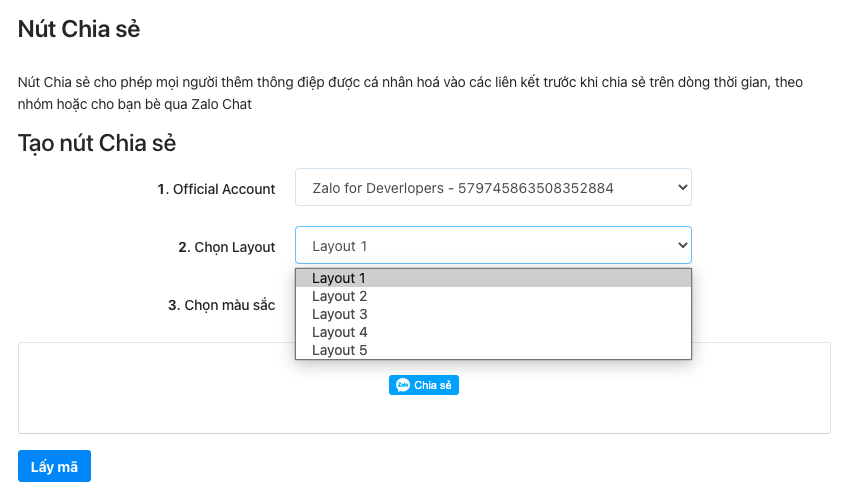 Nút Chia sẻ
Nút Chia sẻ cho phép mọi người thêm thông điệp được cá nhân hoá vào các liên kết trước khi chia sẻ trên dòng thời gian, theo
nhóm hoặc cho bạn bè qua Zalo Chat
Tạo nút Chia sẻ
1. Official Account
Zalo for Deverlopers - 579745863508352884
2. Chọn Layout
Layout 1
Layout 1
Layout 2
3. Chọn màu sắc
Layout 3
Layout 4
Layout 5
Zalo Chia sẻ
Lấy mã